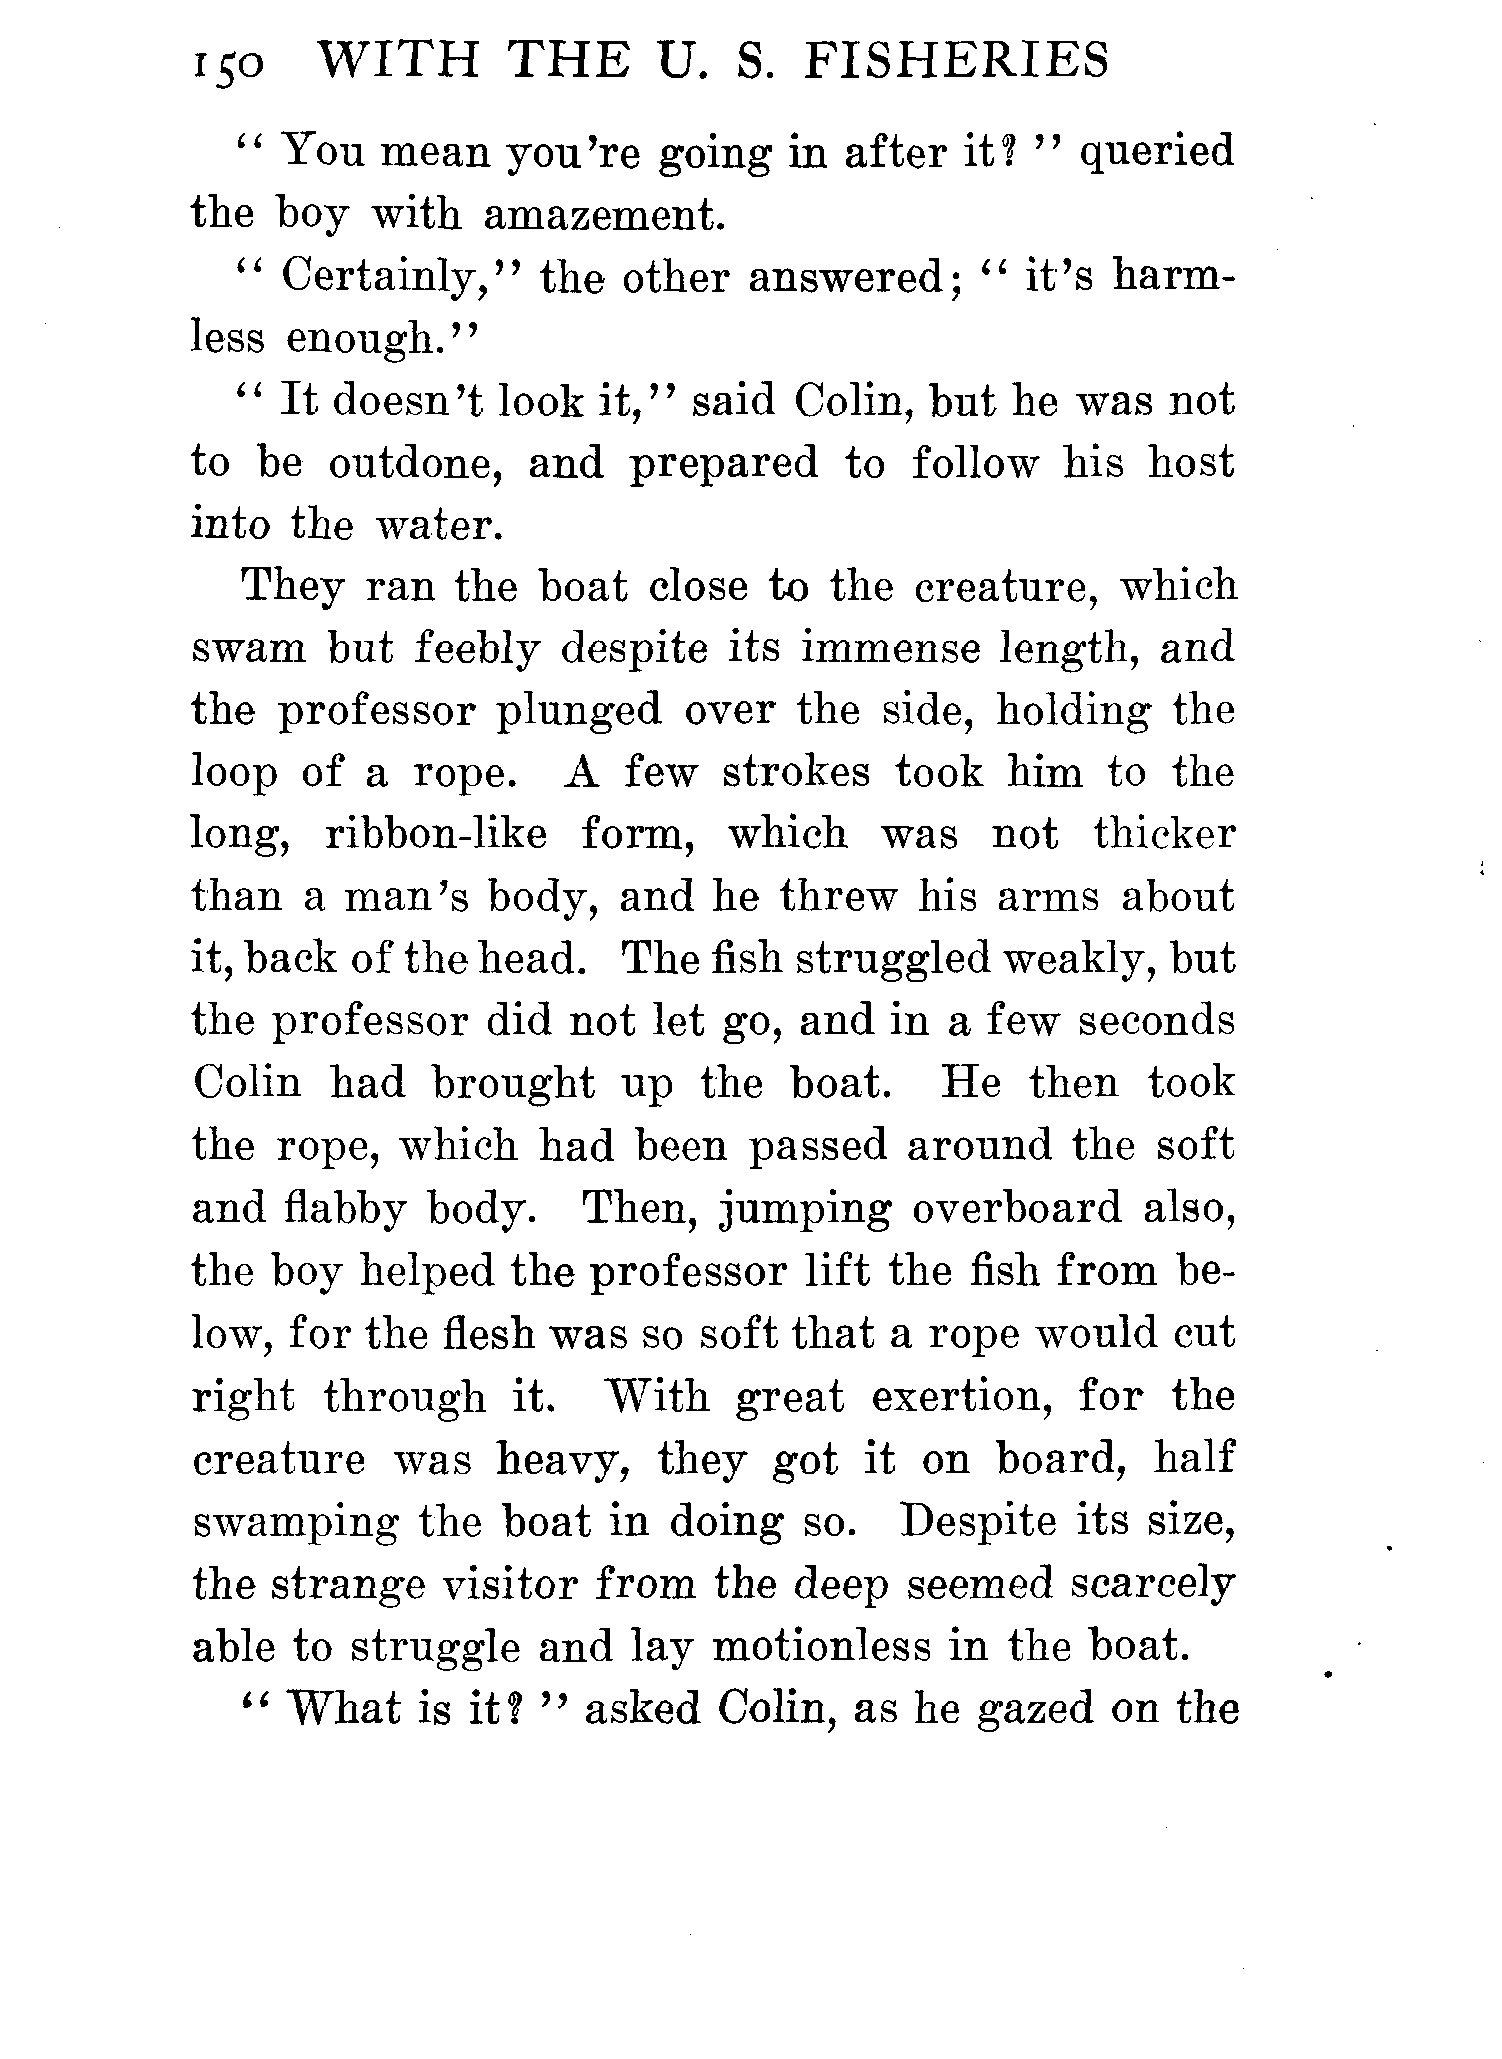 150 WITH THE U. S. FISHERIES
“ You mean you’re going in after it? ” queried
the boy with amazement.
“ Certainly,” the other answered; “ it’s harm-
less enough.”
“ It doesn’t look it,” said Colin, but he was not
to be outdone, and prepared to follow his host
into the water.
They ran the boat close to the creature, which
swam but feebly despite its immense length, and
the professor plunged over the side, holding the
loop of a rope. A few strokes took him to the
long, ribbon-like form, which was not thicker
than a man’s body, and he threw his arms about
it, back of the head. The fish struggled weakly, but
the professor did not let go, and in a few seconds
Colin had brought up the boat. He then took
the rope, which had been passed around the soft
and flabby body. Then, jumping overboard also,
the boy helped the professor lift the fish from be-
low, for the flesh was so soft that a rope would cut
right through it. With great exertion, for the
creature was heavy, they got it on board, half
swamping the boat in doing so. Despite its size,
the strange visitor from the deep seemed scarcely
able to struggle and lay motionless in the boat.
“ What is it? ” asked Colin, as he gazed on the